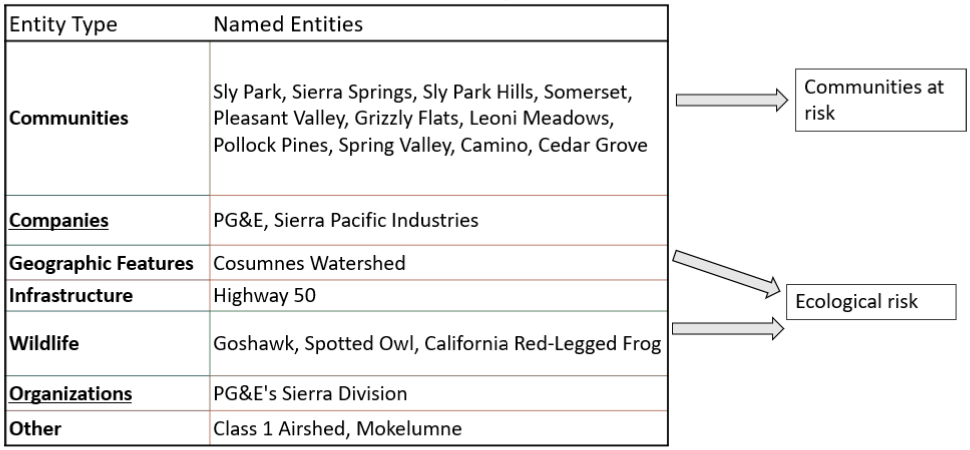 Entity Type Named Entities
Communities
Sly Park, Sierra Springs, Sly Park Hills, Somerset,
Pleasant Valley, Grizzly Flats, Leoni Meadows,
Pollock Pines, Spring Valley, Camino, Cedar Grove
Communities at
risk
Companies PG&E, Sierra Pacific Industries
Geographic Features Cosumnes Watershed
Infrastructure Highway 50
Ecological risk
Wildlife Goshawk, Spotted Owl, California Red-Legged Frog
Organizations PG&E's Sierra Division
Other Class 1 Airshed, Mokelumne